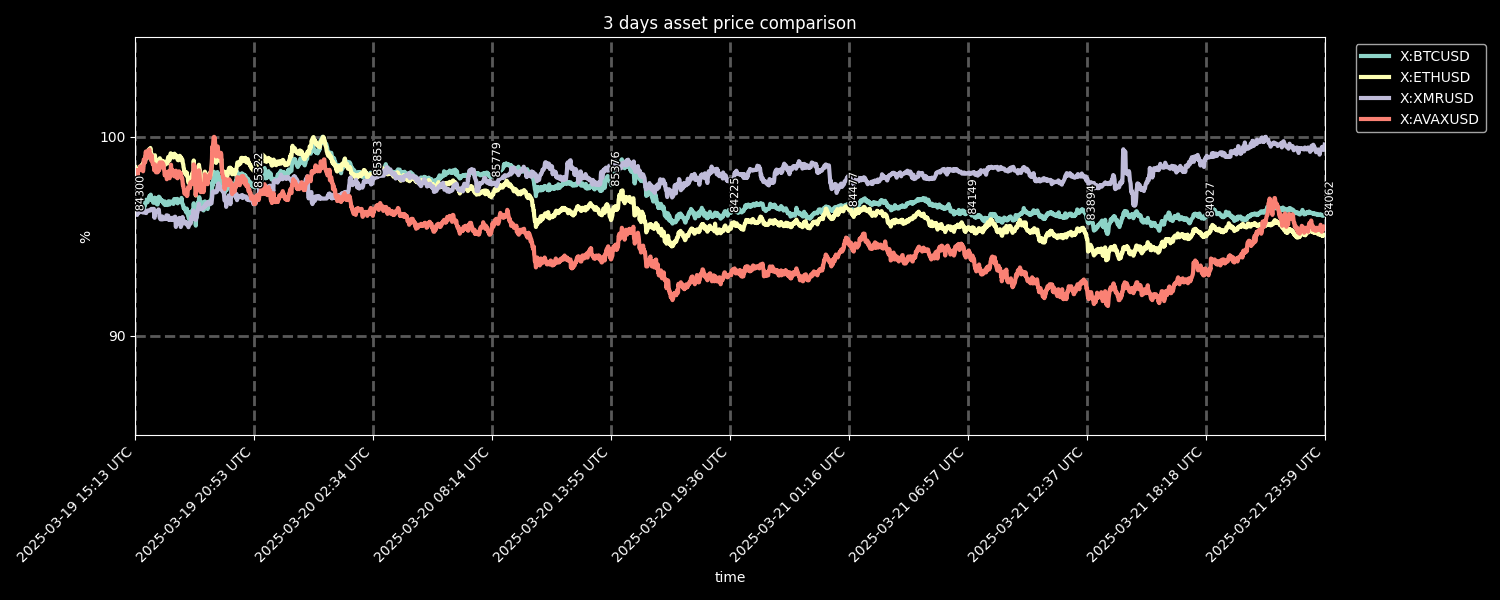 3 days asset price comparison
X:BTCUSD
X:ETHUSD
X:XMRUSD
X:AVAXUSD
100
90
%
84300
85322
85853
85779
85376
84225
84477
84149
83894
84027
84062
2025-03-19 15:13 UTC
2025-03-19 20:53 UTC
2025-03-20 02:34 UTC
2025-03-20 08:14 UTC
2025-03-20 13:55 UTC
2025-03-20 19:36 UTC
2025-03-21 01:16 UTC
2025-03-21 06:57 UTC
2025-03-21 12:37 UTC
2025-03-21 18:18 UTC
2025-03-21 23:59 UTC
time